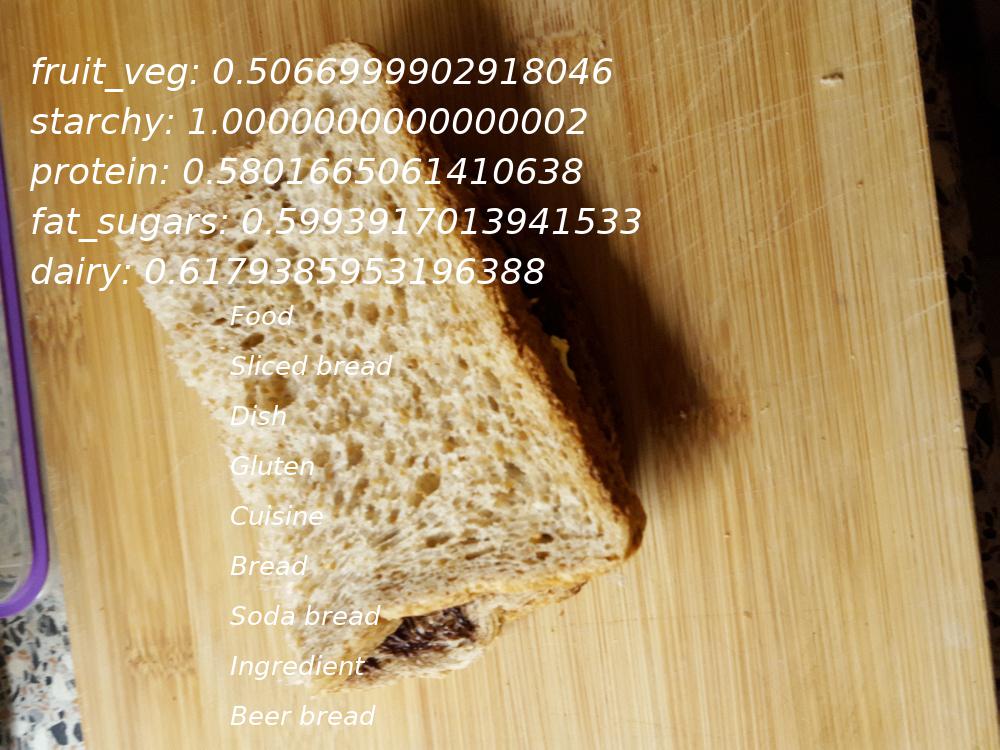 fruit_veg: 0.5066999902918046
starchy: 1.0000000000000002
protein: 0.5801665061410638
fat_sugars: 0.5993917013941533
dairy: 0.6179385953196388
Food
Sliced bread
Dish
Gluten
Cuisine
Bread
Soda bread
Ingredient
Beer bread